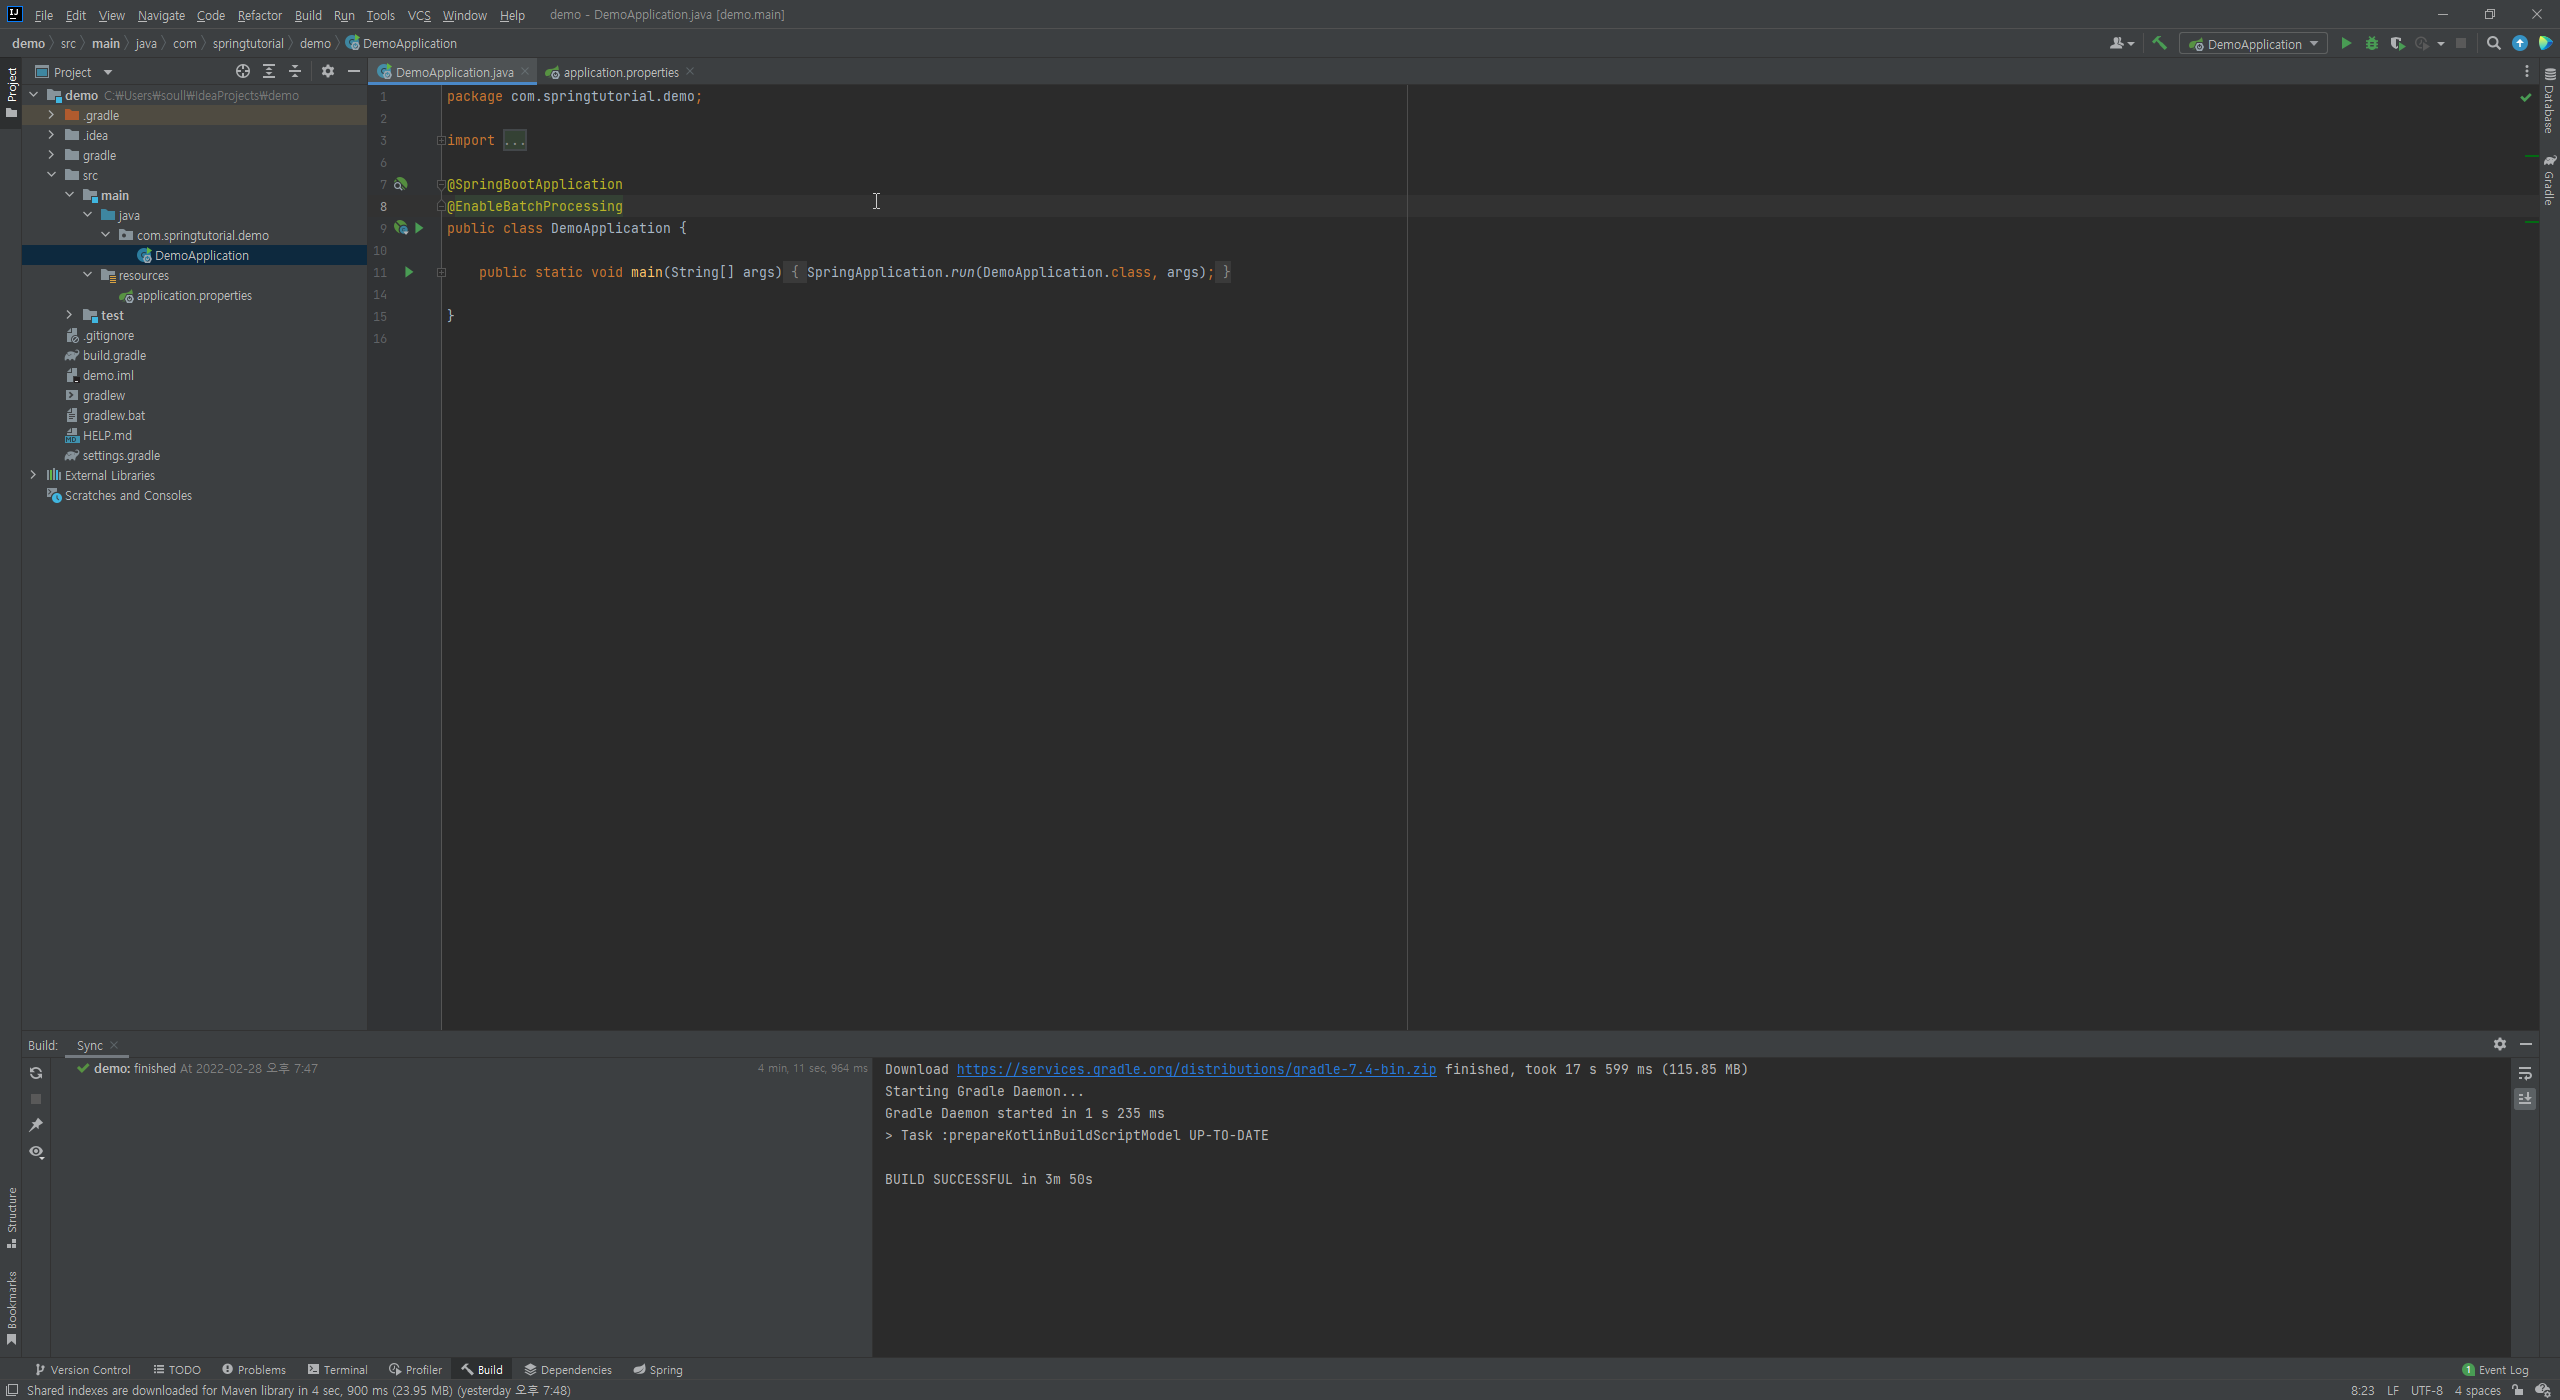 File Edit View Navigate Code Refactor Build Run Tools VCS Window Help demo - DemoApplication.java [demo.main]
demo src main java com springtutorial demo DemoApplication
DemoApplication
Project
DemoApplication.java
application.properties
Project
demo C:₩Users₩soull₩IdeaProjects₩demo
.gradle
.idea
gradle
src
main
java
com.springtutorial.demo
DemoApplication
resources
application.properties
test
.gitignore
build.gradle
demo.iml
gradlew
gradlew.bat
HELP.md
settings.gradle
External Libraries
Scratches and Consoles
1 package com.springtutorial.demo;
2
3 import ...
6
7 @SpringBootApplication
8 @EnableBatchProcessing
9 public class DemoApplication {
10
11 public static void main(String[] args) { SpringApplication.run(DemoApplication.class, args); }
14
15 }
16
Database
Gradle
Build: Sync
demo: finished At 2022-02-28 오후 7:47 4 min, 11 sec, 964 ms
Download https://services.gradle.org/distributions/gradle-7.4-bin.zip finished, took 17 s 599 ms (115.85 MB)
Starting Gradle Daemon...
Gradle Daemon started in 1 s 235 ms
> Task :prepareKotlinBuildScriptModel UP-TO-DATE
BUILD SUCCESSFUL in 3m 50s
Structure
Bookmarks
Version Control TODO Problems Terminal Profiler Build Dependencies Spring 1 Event Log
Shared indexes are downloaded for Maven library in 4 sec, 900 ms (23.95 MB) (yesterday 오후 7:48) 8:23 LF UTF-8 4 spaces